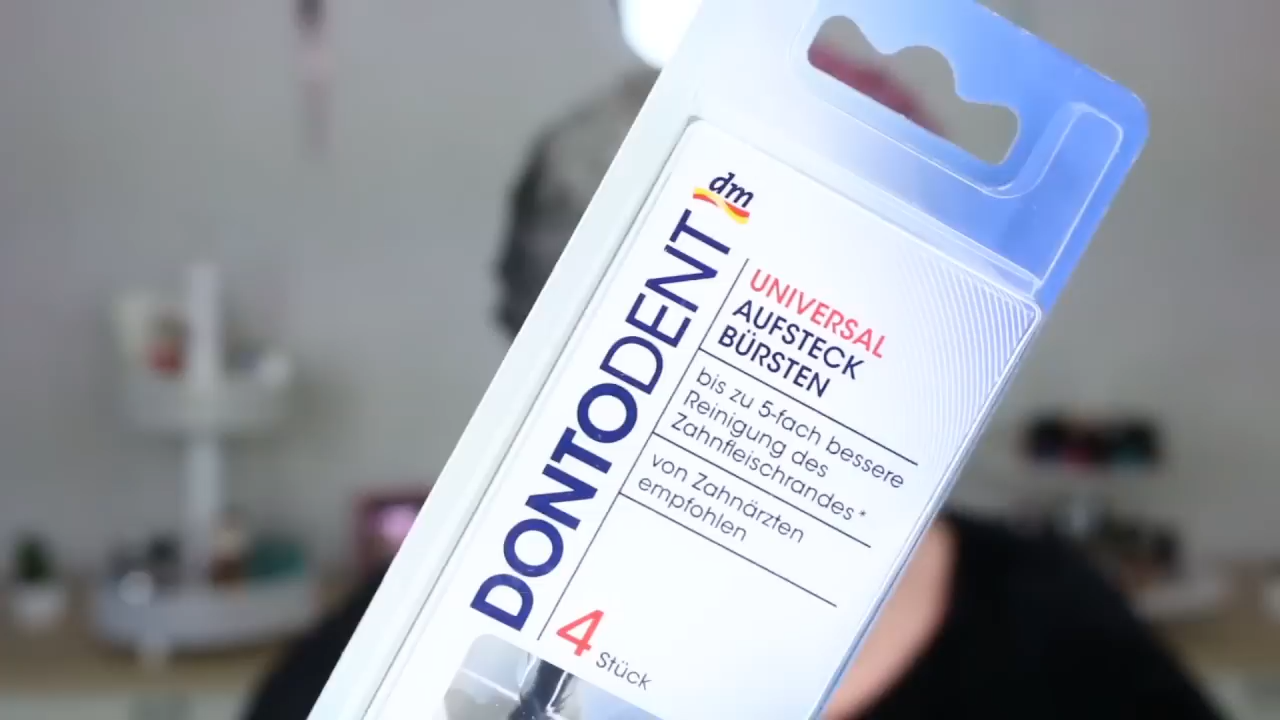 dm
DONTODENT
UNIVERSAL
AUFSTECK
BÜRSTEN
bis zu 5-fach bessere
Reinigung des
Zahnfleischrandes*
von Zahnärzten
empfohlen
4 Stück